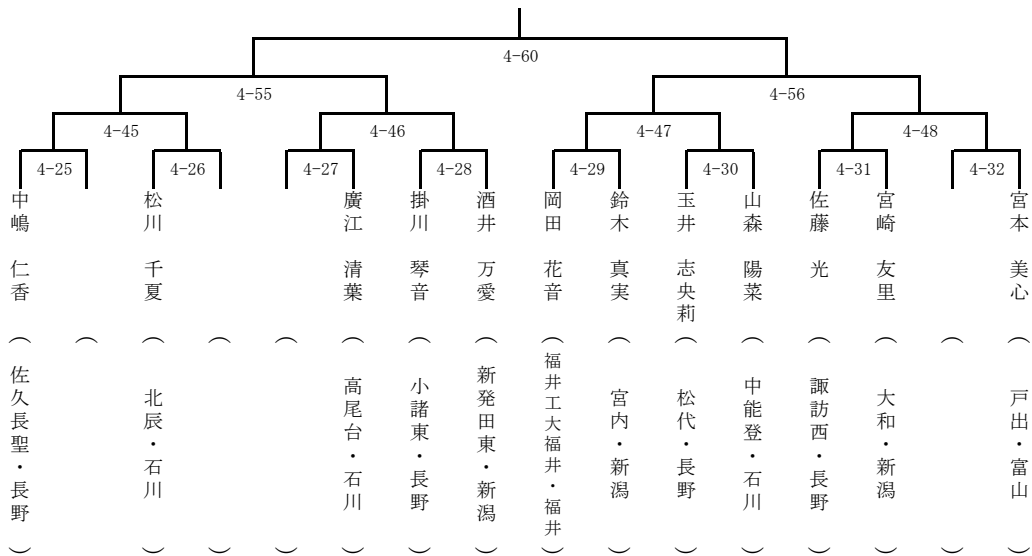 4-60
4-55
4-56
4-45
4-46
4-47
4-48
4-25
4-26
4-27
4-28
4-29
4-30
4-31
4-32
中嶋 仁香
(佐久長聖・長野)
(
松川 千夏
(北辰・石川)
( )
( )
廣江 清葉
(高尾台・石川)
掛川 琴音
(小諸東・長野)
酒井 万愛
(新発田東・新潟)
岡田 花音
(福井工大福井・福井)
鈴木 真実
(宮内・新潟)
玉井 志央莉
(松代・長野)
山森 陽菜
(中能登・石川)
佐藤 光
(諏訪西・長野)
宮崎 友里
(大和・新潟)
( )
宮本 美心
(戸出・富山)